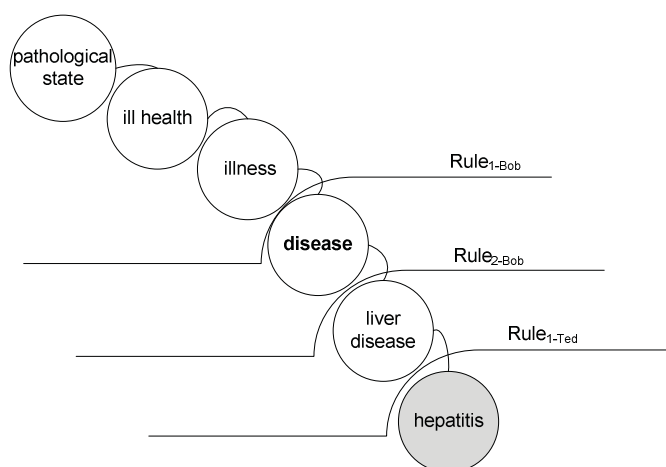 pathological
state
ill health
illness
Rule1-Bob
disease
Rule2-Bob
liver
disease
Rule1-Ted
hepatitis